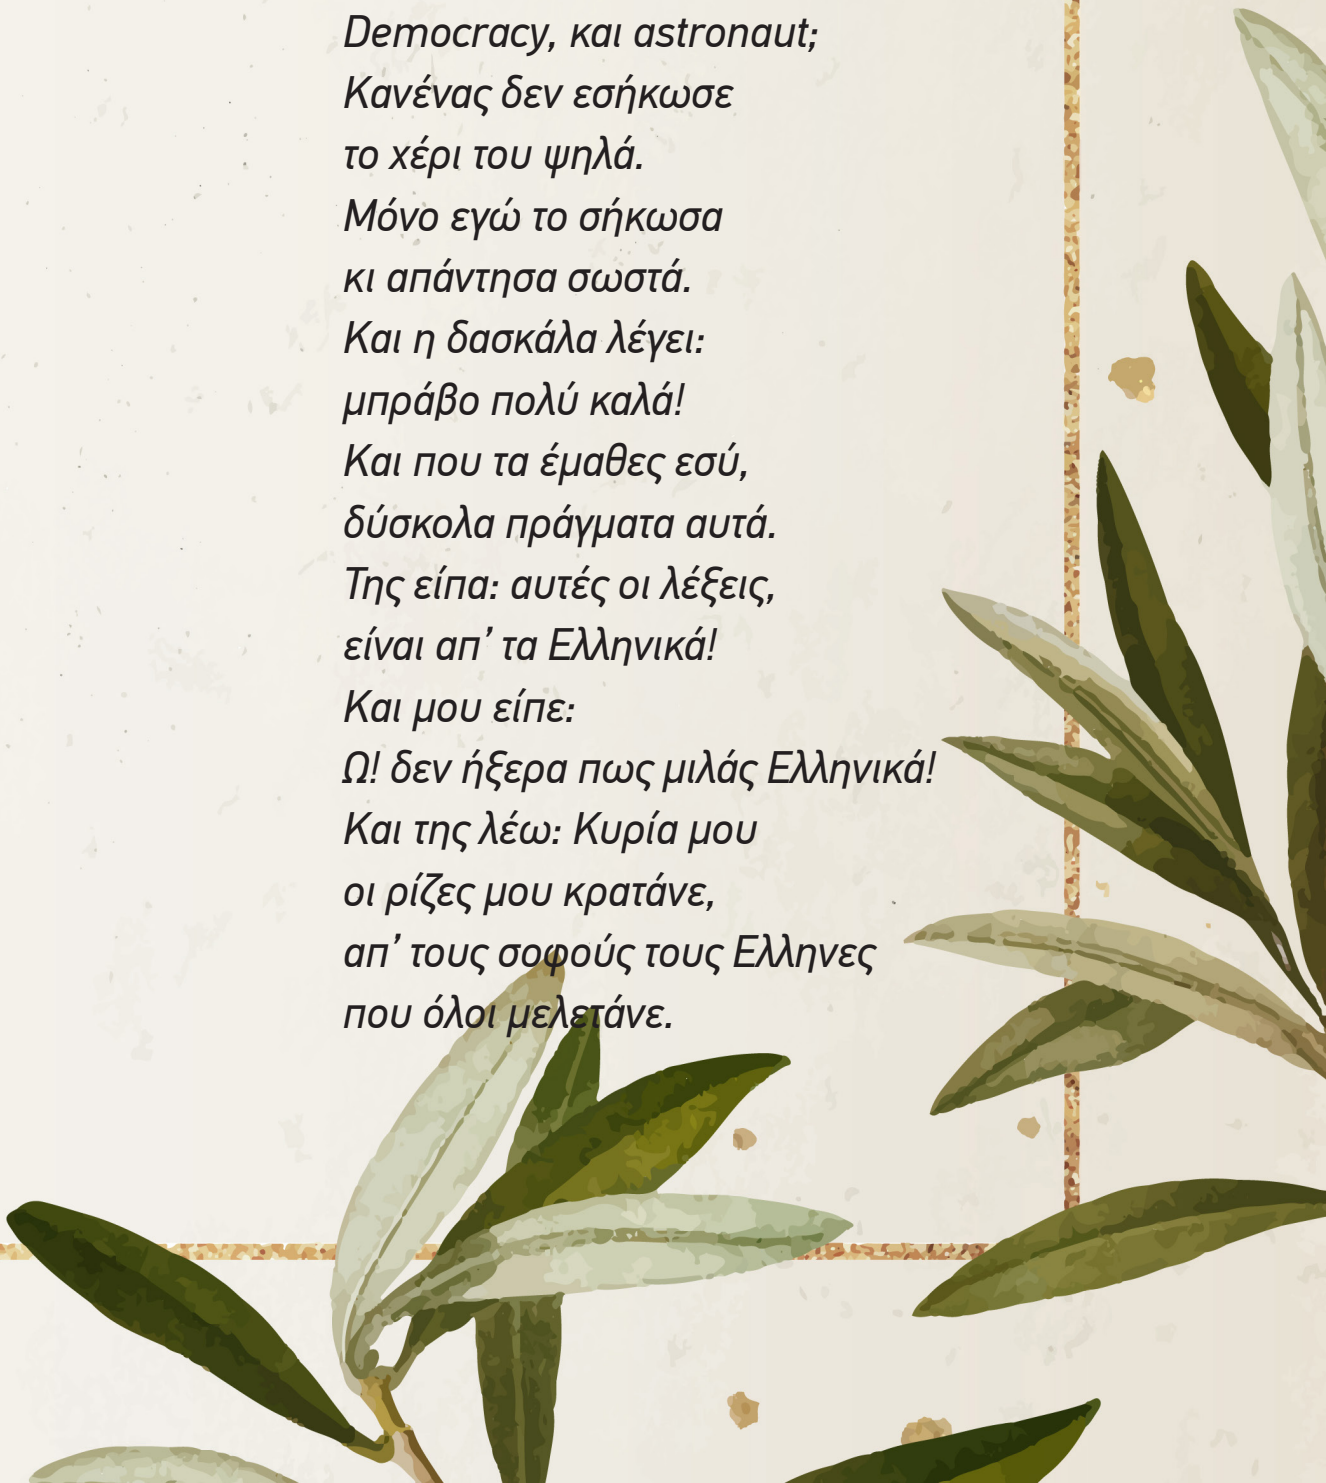 Democracy, και astronaut;
Κανένας δεν εσήκωσε
το χέρι του ψηλά.
Μόνο εγώ το σήκωσα
κι απάντησα σωστά.
Και η δασκάλα λέγει:
μπράβο πολύ καλά!
Και που τα έμαθες εσύ,
δύσκολα πράγματα αυτά.
Της είπα: αυτές οι λέξεις,
είναι απ’ τα Ελληνικά!
Και μου είπε:
Ω! δεν ήξερα πως μιλάς Ελληνικά!
Και της λέω: Κυρία μου
οι ρίζες μου κρατάνε,
απ’ τους σοφούς τους Ελληνες
που όλοι μελετάνε.